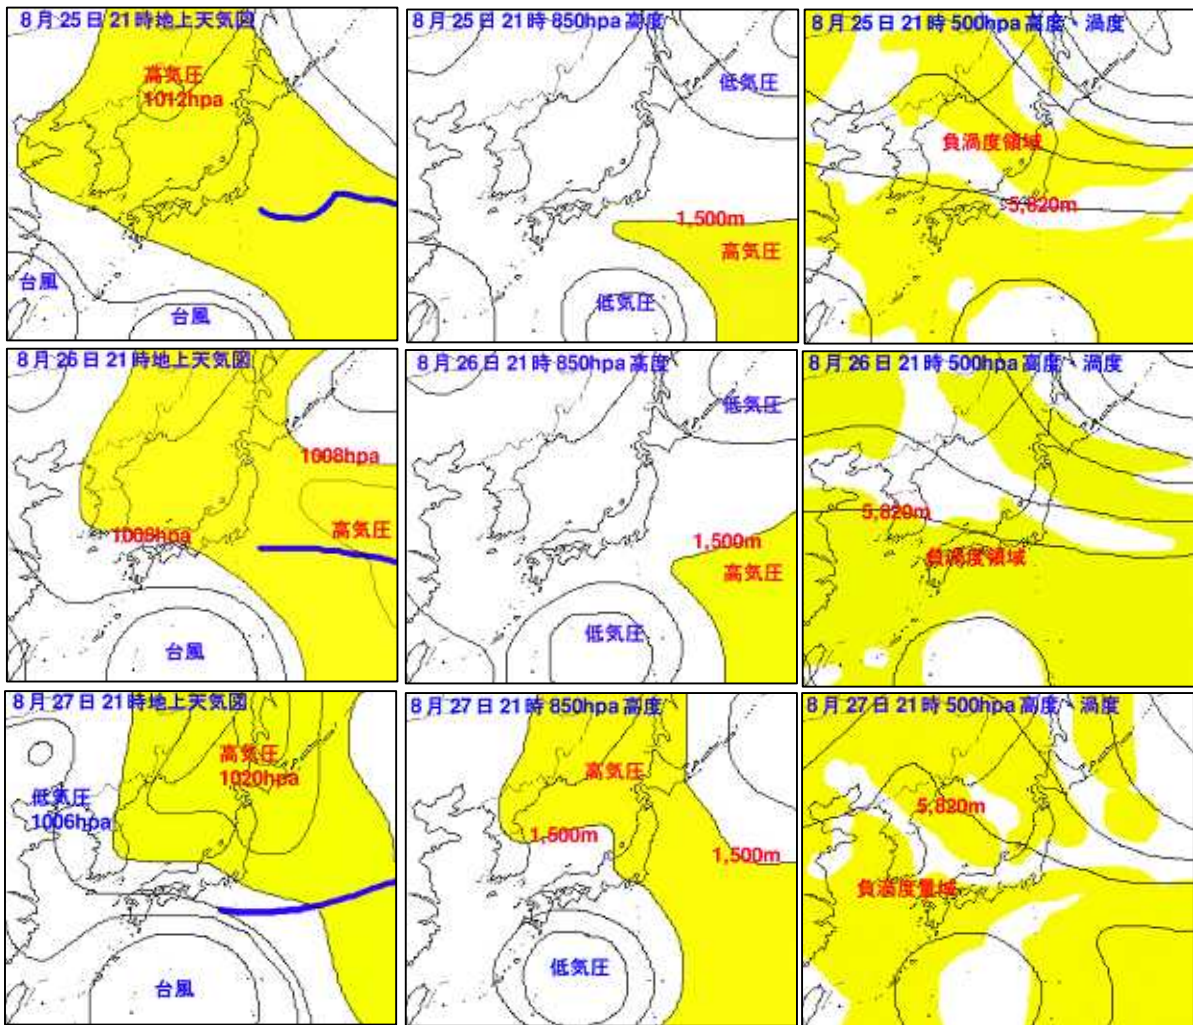 8月25日21時地上天気図
高気圧
1012hpa
台風
台風
8月25日21時850hpa高度
低気圧
1,500m
高気圧
低気圧
8月25日21時500hpa高度、渦度
負渦度領域
5,820m
8月26日21時地上天気図
1008hpa
1008hpa
高気圧
台風
8月26日21時850hpa高度
低気圧
1,500m
高気圧
低気圧
8月26日21時500hpa高度、渦度
5,820m
負渦度領域
8月27日21時地上天気図
高気圧
1020hpa
低気圧
1006hpa
台風
8月27日21時850hpa高度
高気圧
1,500m
1,500m
低気圧
8月27日21時500hpa高度、渦度
5,820m
負渦度量域